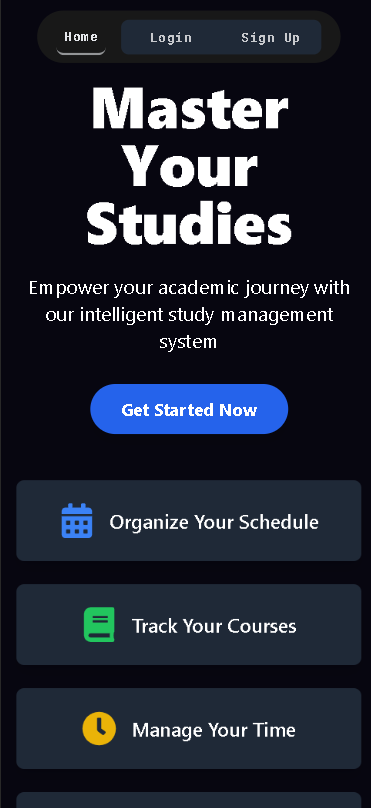 Home Login Sign Up
Master
Your
Studies
Empower your academic journey with
our intelligent study management
system
Get Started Now
Organize Your Schedule
Track Your Courses
Manage Your Time